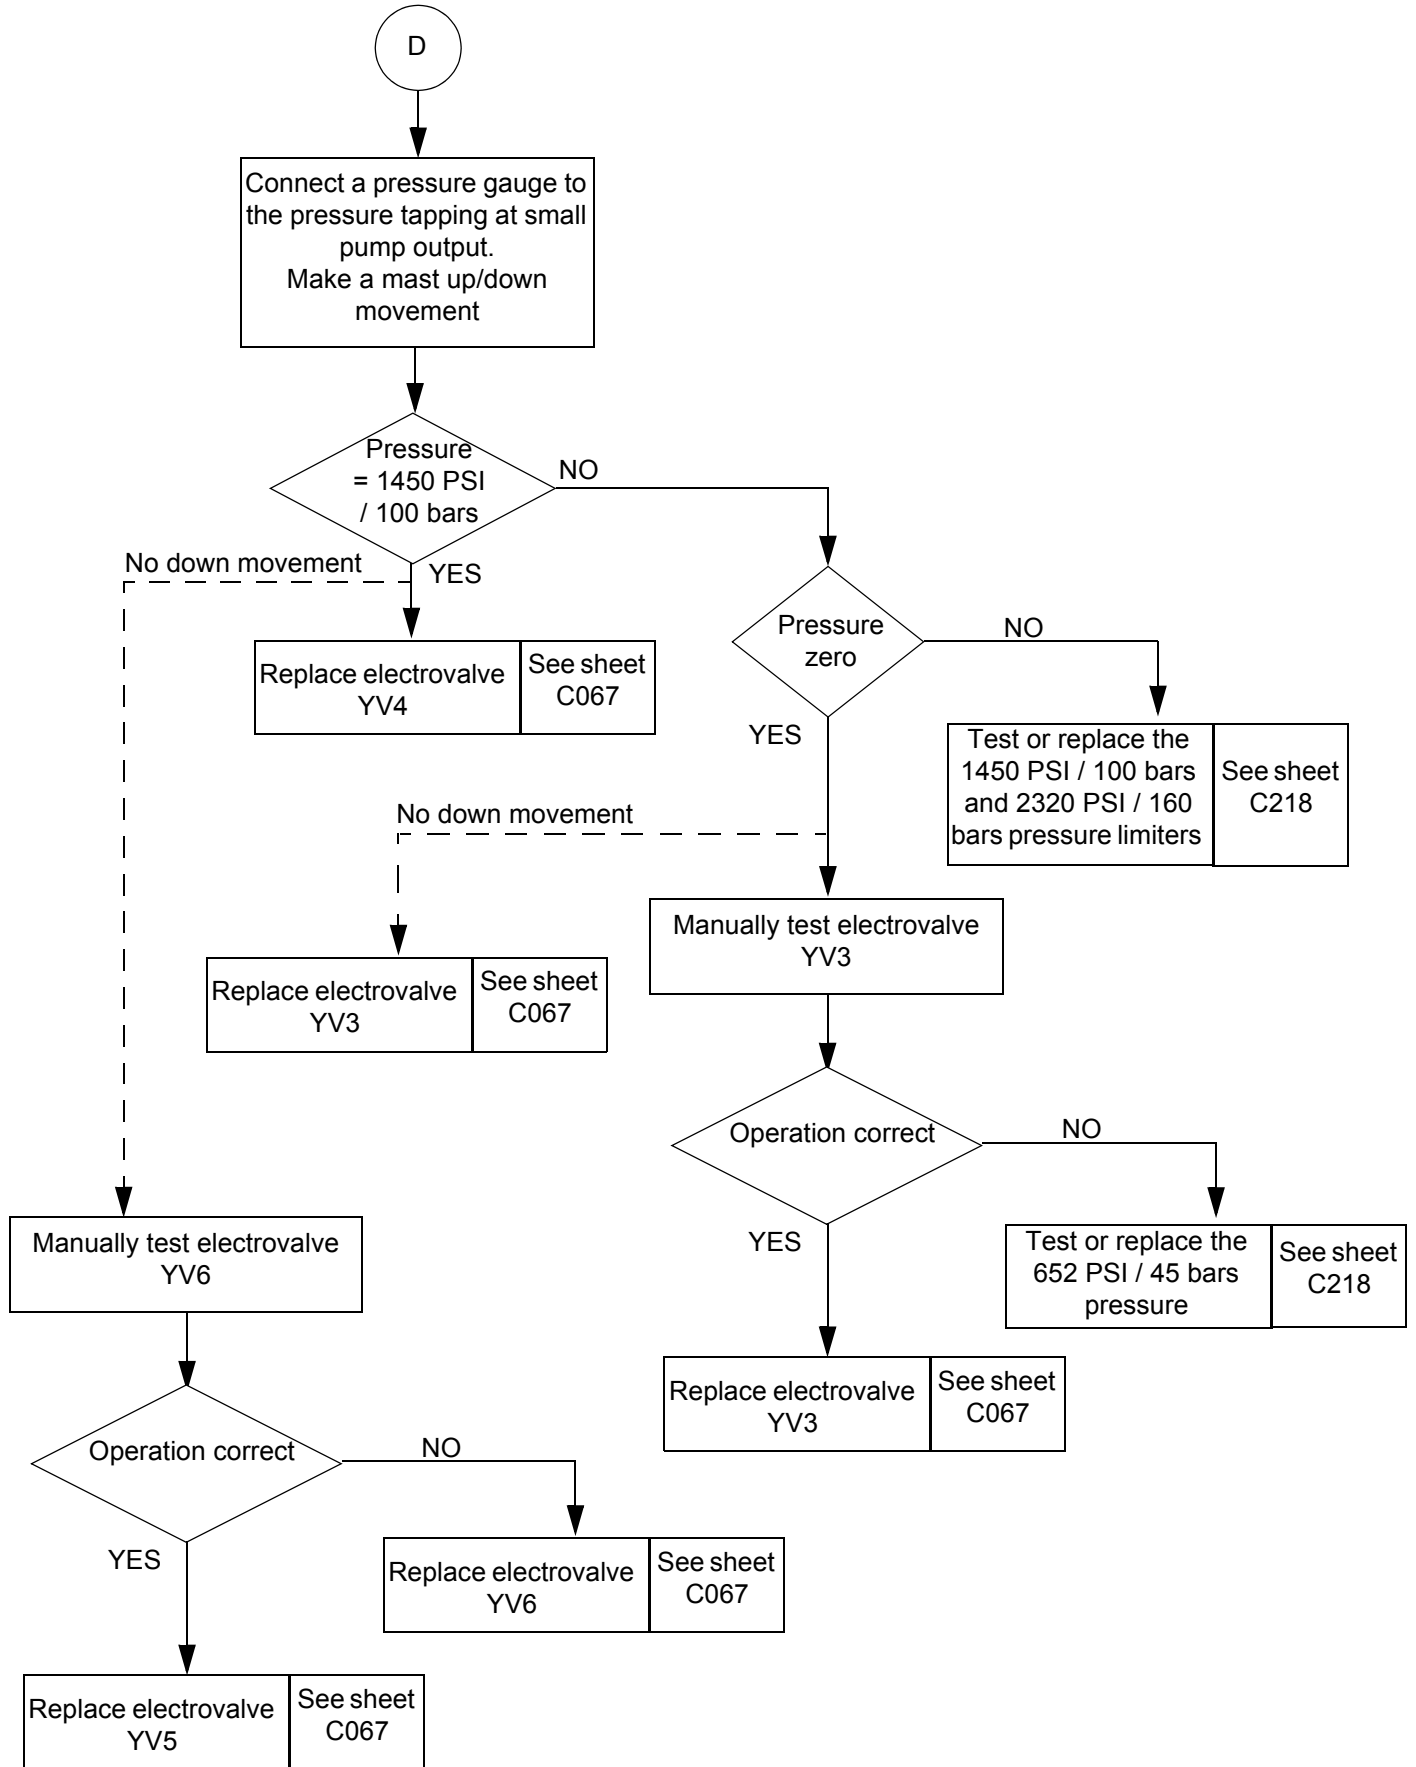 D
Connect a pressure gauge to
the pressure tapping at small
pump output.
Make a mast up/down
movement
Pressure
= 1450 PSI
/ 100 bars
NO
No down movement
YES
Replace electrovalve
YV4
See sheet
C067
Pressure
zero
NO
YES
Test or replace the
1450 PSI / 100 bars
and 2320 PSI / 160
bars pressure limiters
See sheet
C218
No down movement
Manually test electrovalve
YV3
Replace electrovalve
YV3
See sheet
C067
Operation correct
NO
YES
Test or replace the
652 PSI / 45 bars
pressure
See sheet
C218
Manually test electrovalve
YV6
Replace electrovalve
YV3
See sheet
C067
Operation correct
NO
YES
Replace electrovalve
YV6
See sheet
C067
Replace electrovalve
YV5
See sheet
C067